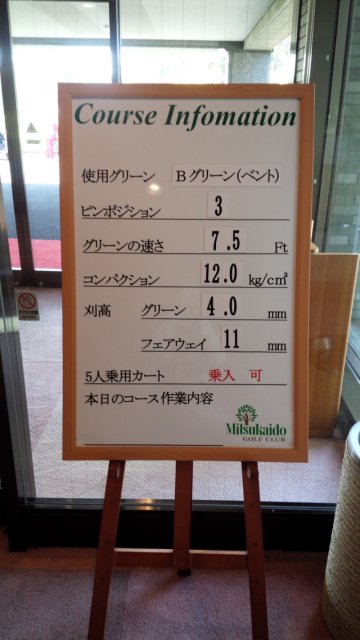 Course Infomation
使用グリーン Bグリーン(ベント)
ピンポジション 3
グリーンの速さ 7.5 Ft
コンパクション 12.0 kg/c㎡
刈高 グリーン 4.0 mm
フェアウェイ 11 mm
5人乗用カート 乗入 可
本日のコース作業内容
Mitsukaido
GOLF CLUB